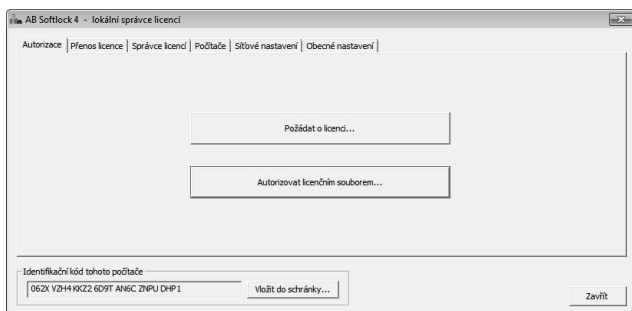 AB Softlock 4 - lokální správce licencí
Autorizace Přenos licence Správce licencí Počítače Síťové nastavení Obecné nastavení
Požádat o licenci...
Autorizovat licenčním souborem...
Identifikační kód tohoto počítače
062X VZH4 KKZ2 6D9T AN6C ZNPU DHP1 Vložit do schránky...
Zavřít